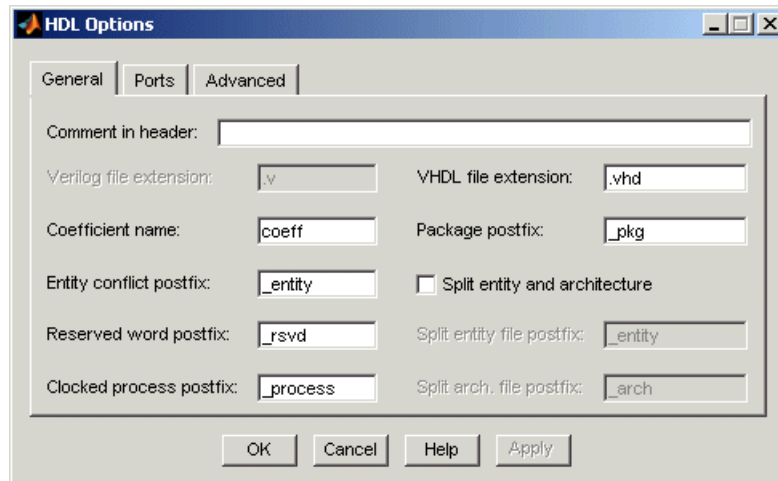 HDL Options
General Ports Advanced
Comment in header:
Verilog file extension: .v VHDL file extension: .vhd
Coefficient name: coeff Package postfix: _pkg
Entity conflict postfix: _entity Split entity and architecture
Reserved word postfix: _rsvd Split entity file postfix: _entity
Clocked process postfix: _process Split arch. file postfix: _arch
OK Cancel Help Apply